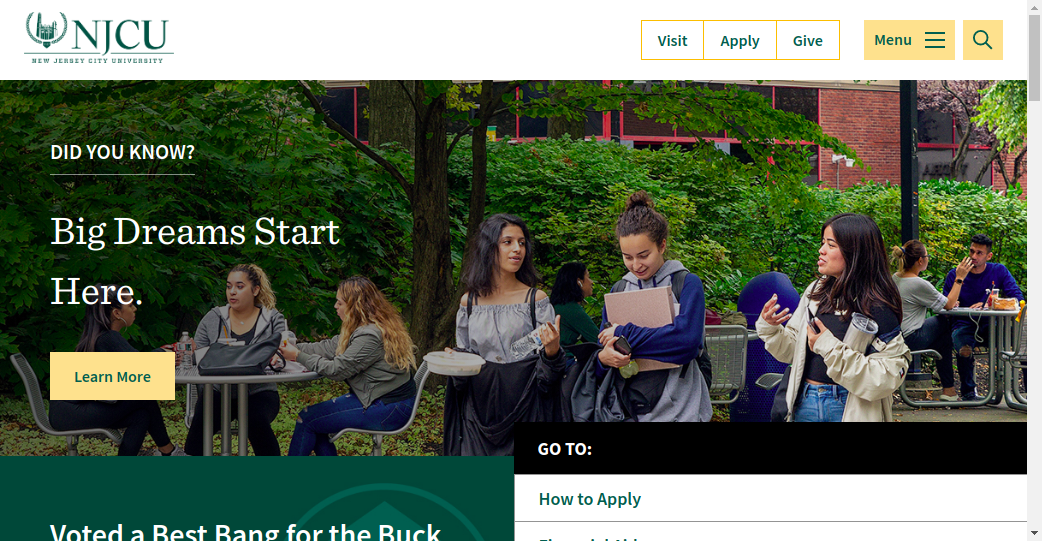 NJCU
NEW JERSEY CITY UNIVERSITY
Visit
Apply
Give
Menu
DID YOU KNOW?
Big Dreams Start
Here.
Learn More
GO TO:
How to Apply
Voted a Best Bang for the Buck